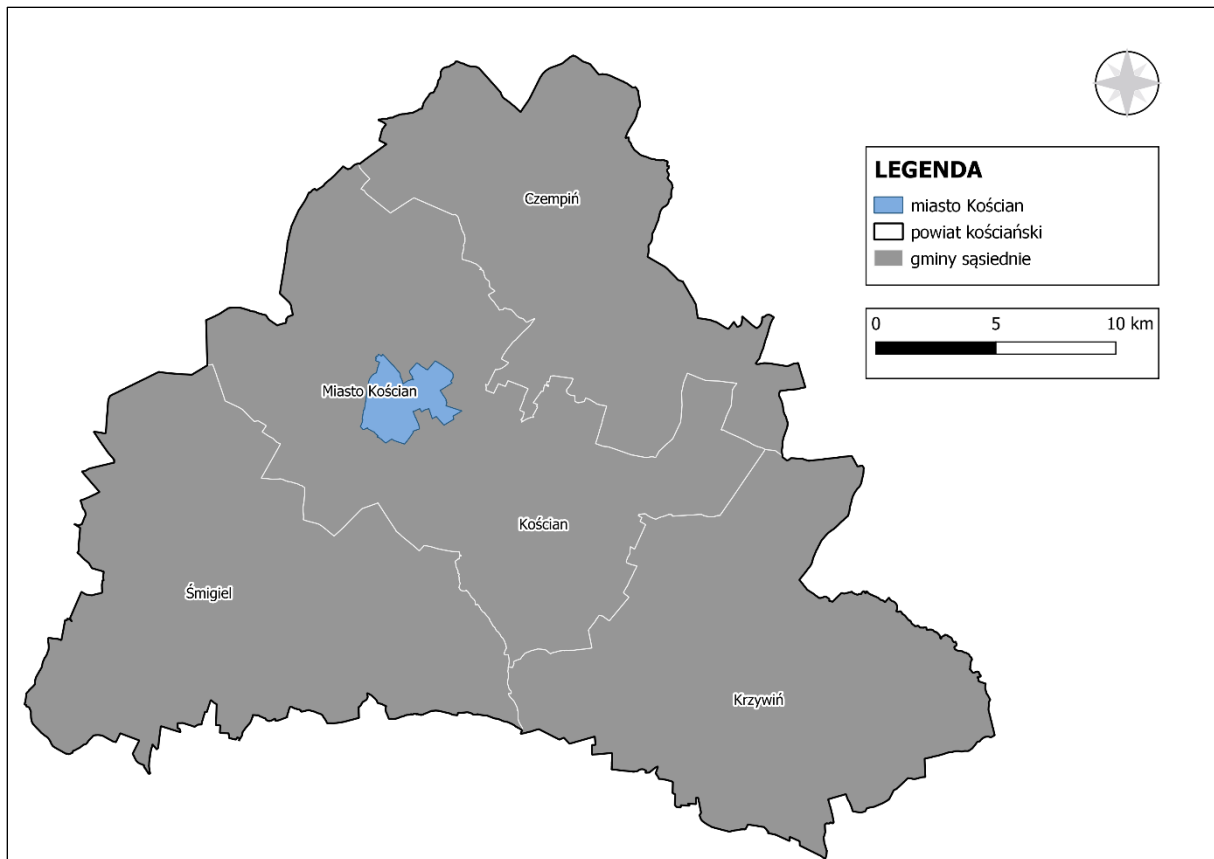 Czempiń
LEGENDA
miasto Kościan
powiat kościański
gminy sąsiednie
0 5 10 km
Miasto Kościan
Kościan
Śmigiel
Krzywiń